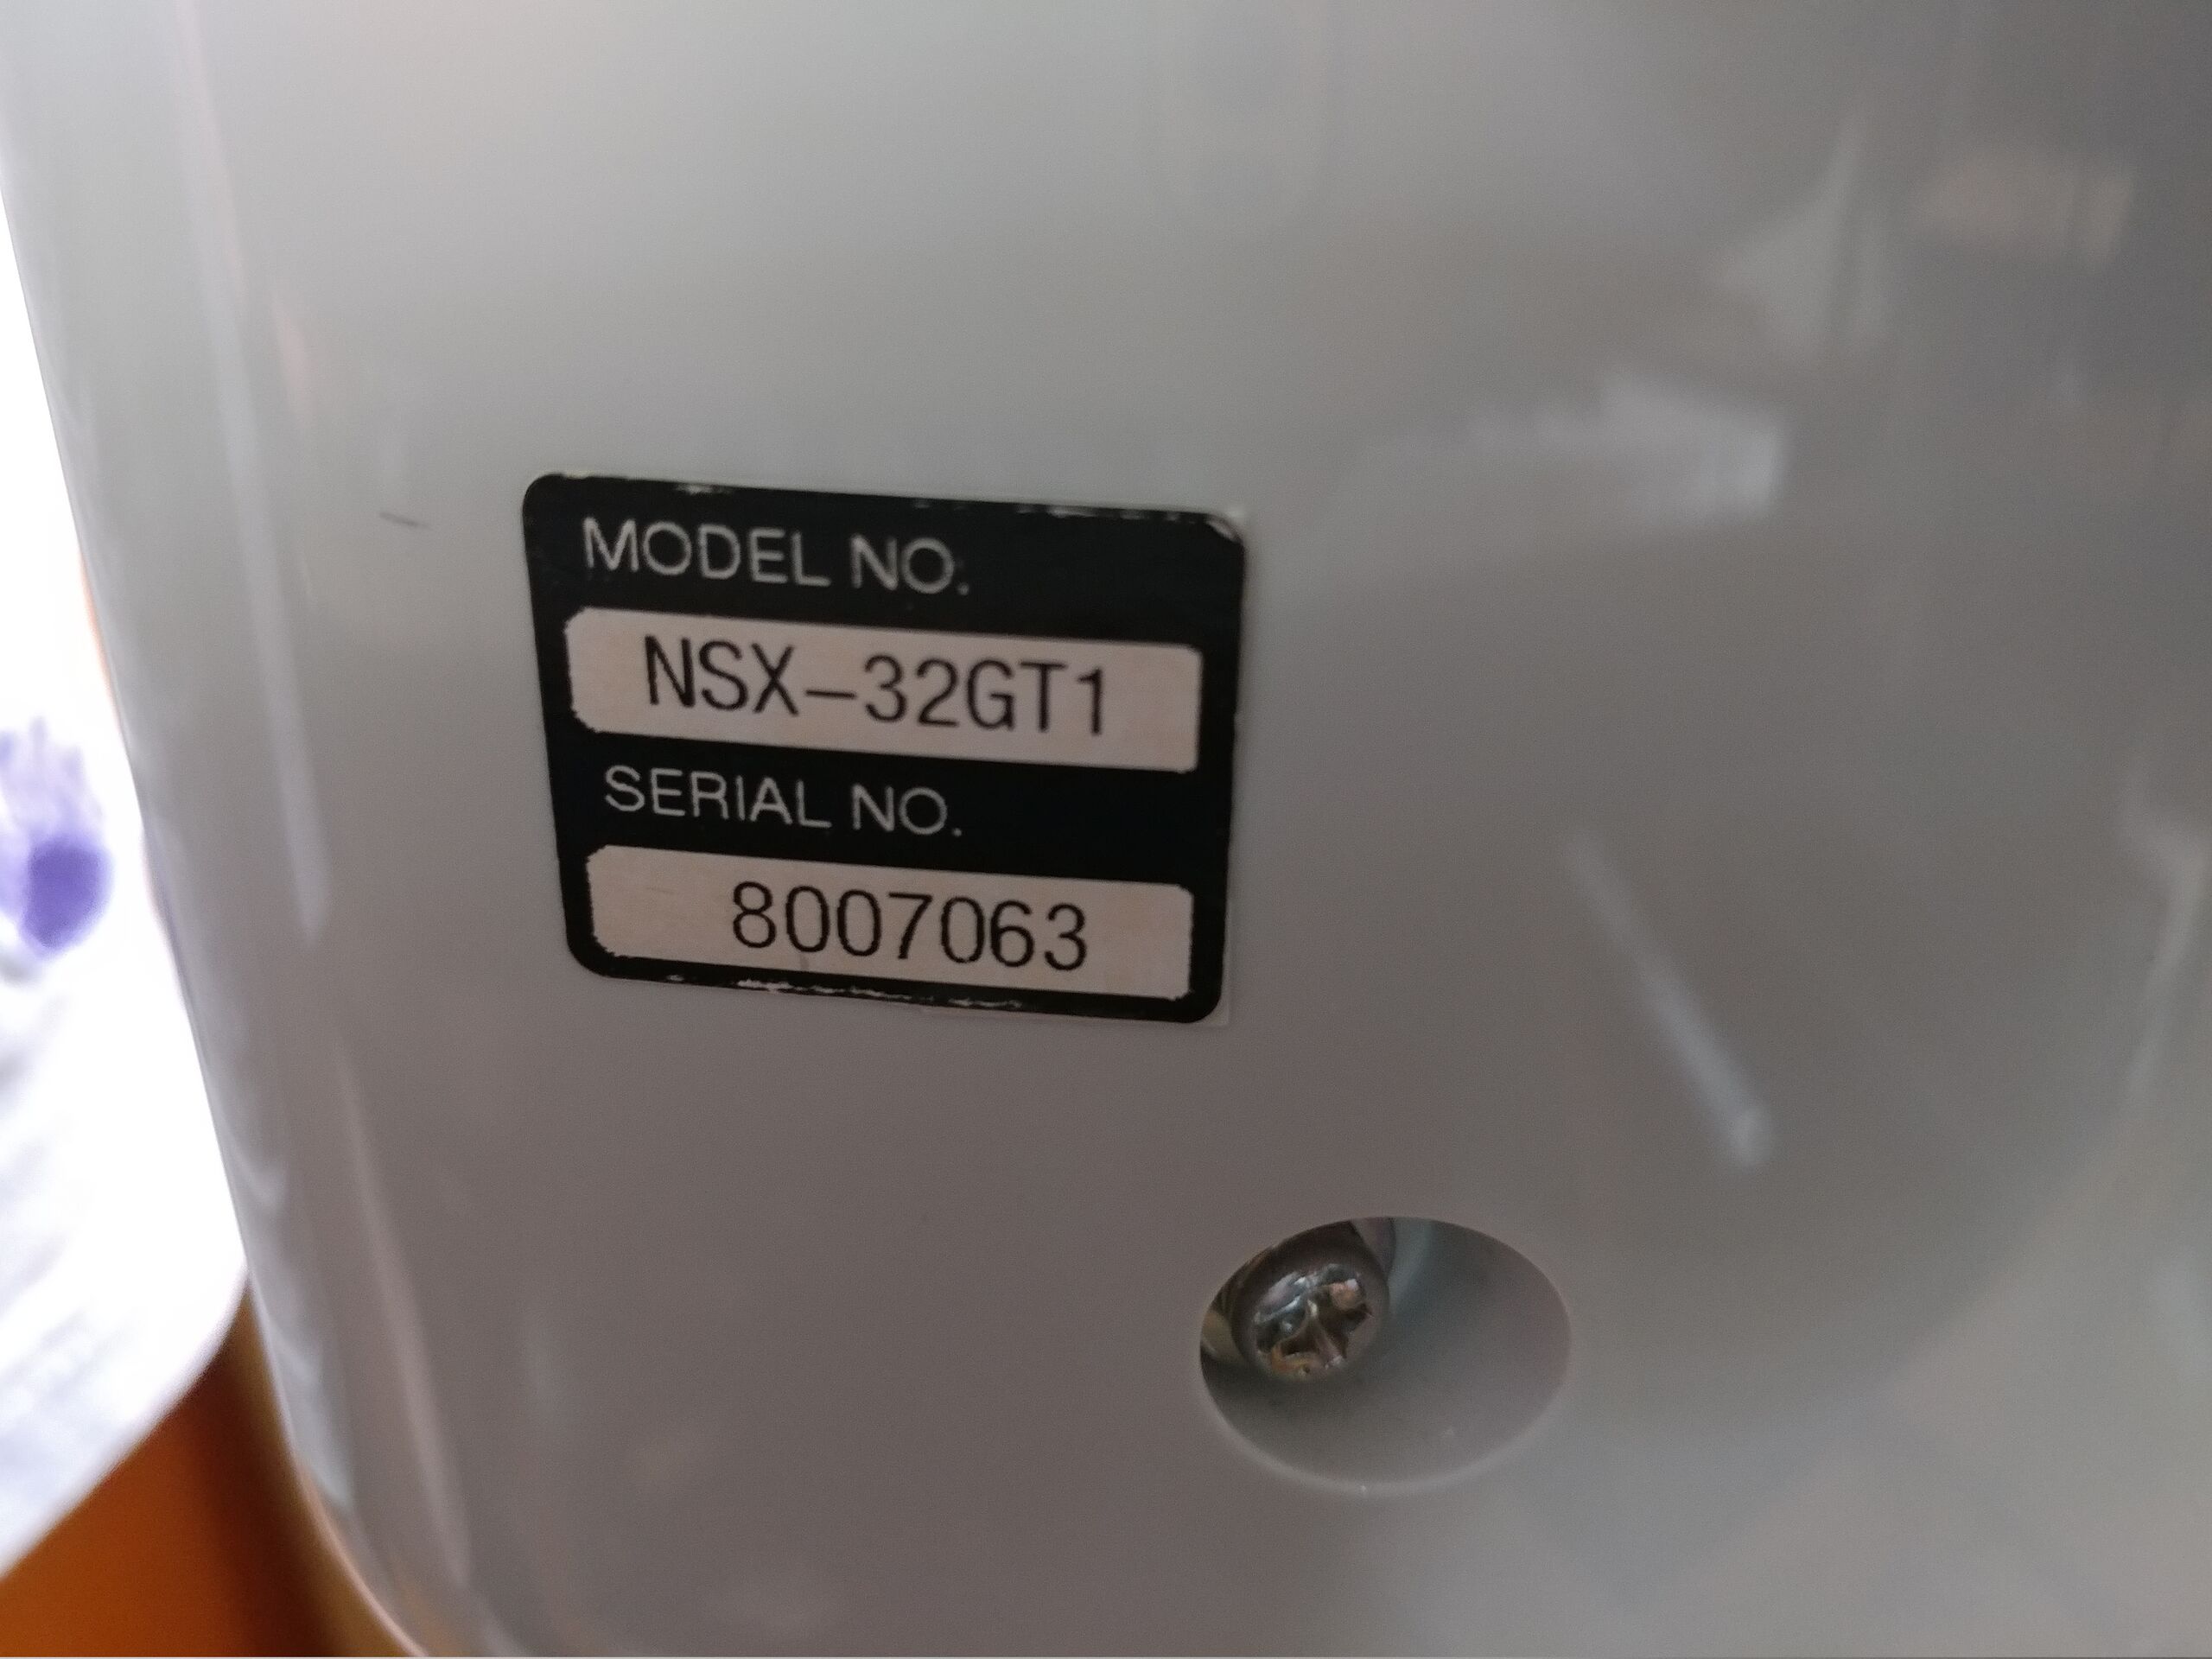 MODEL NO.
NSX-32GT1
SERIAL NO.
8007063